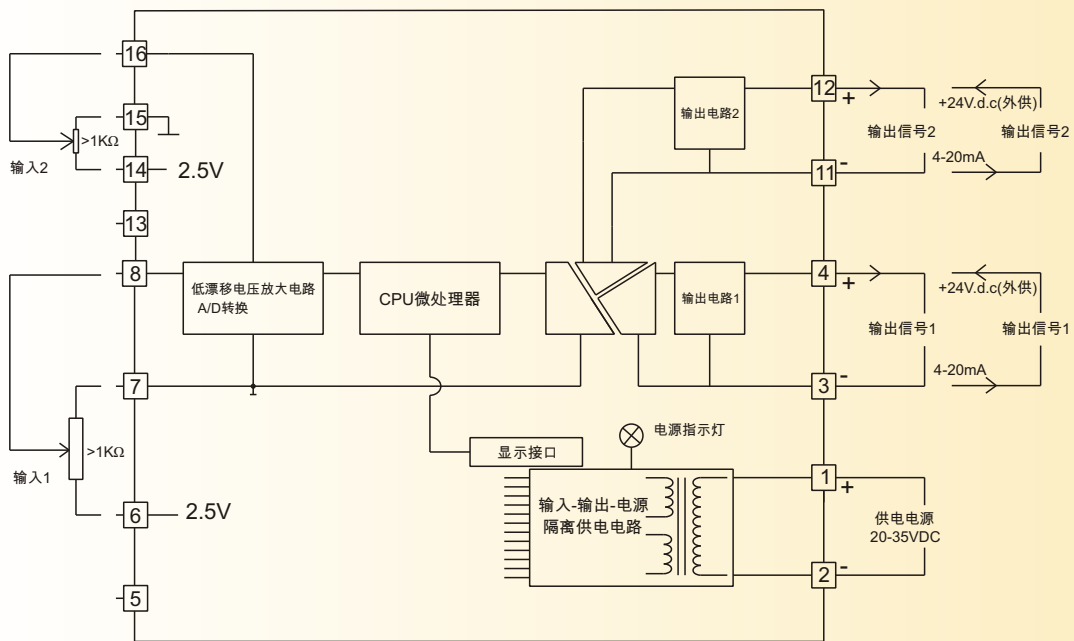 16
15
>1KΩ
输入2
14
2.5V
13
8
低漂移电压放大电路
A/D转换
CPU微处理器
7
>1KΩ
输入1
6
2.5V
5
输出电路2
12
+
+24V.d.c(外供)
输出信号2
输出信号2
4-20mA
11
-
输出电路1
4
+
+24V.d.c(外供)
输出信号1
输出信号1
4-20mA
3
-
电源指示灯
显示接口
输入-输出-电源
隔离供电电路
1
+
供电电源
20-35VDC
2
-